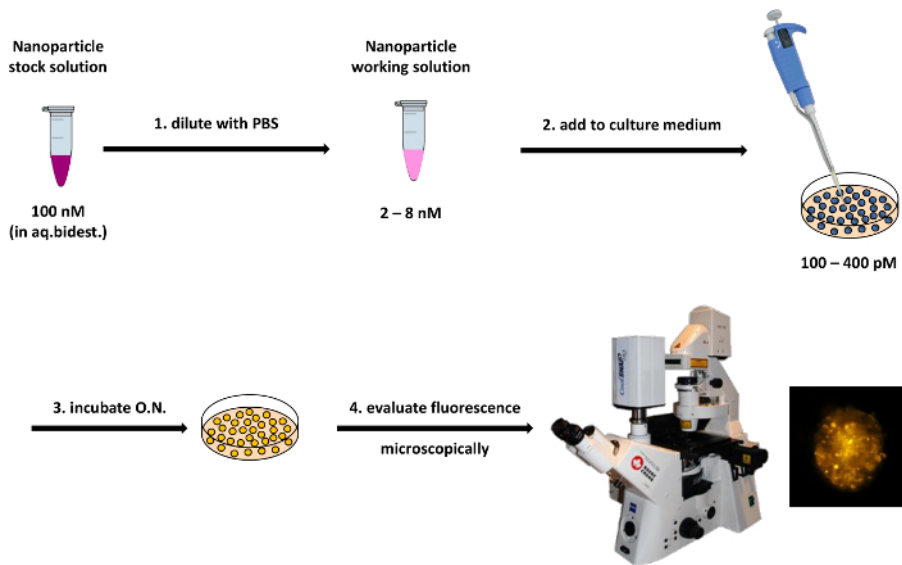 Nanoparticle
stock solution
Nanoparticle
working solution
1. dilute with PBS
2. add to culture medium
100 nM
(in aq.bidest.)
2 – 8 nM
100 – 400 pM
3. incubate O.N.
4. evaluate fluorescence
microscopically